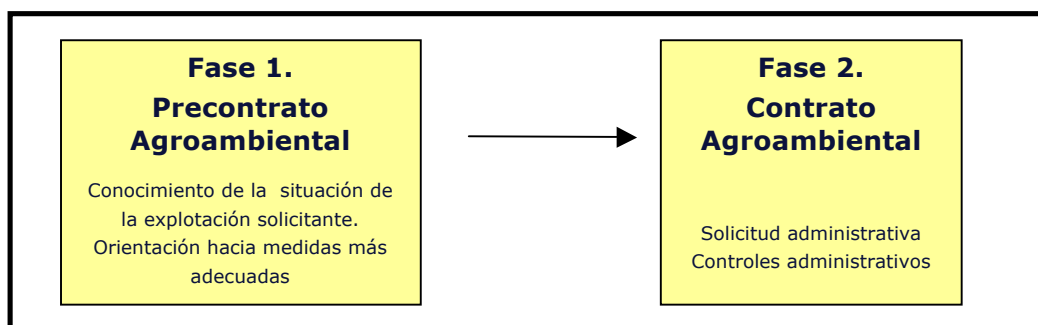 Fase 1.
Precontrato
Agroambiental
Conocimiento de la situación de
la explotación solicitante.
Orientación hacia medidas más
adecuadas
Fase 2.
Contrato
Agroambiental
Solicitud administrativa
Controles administrativos